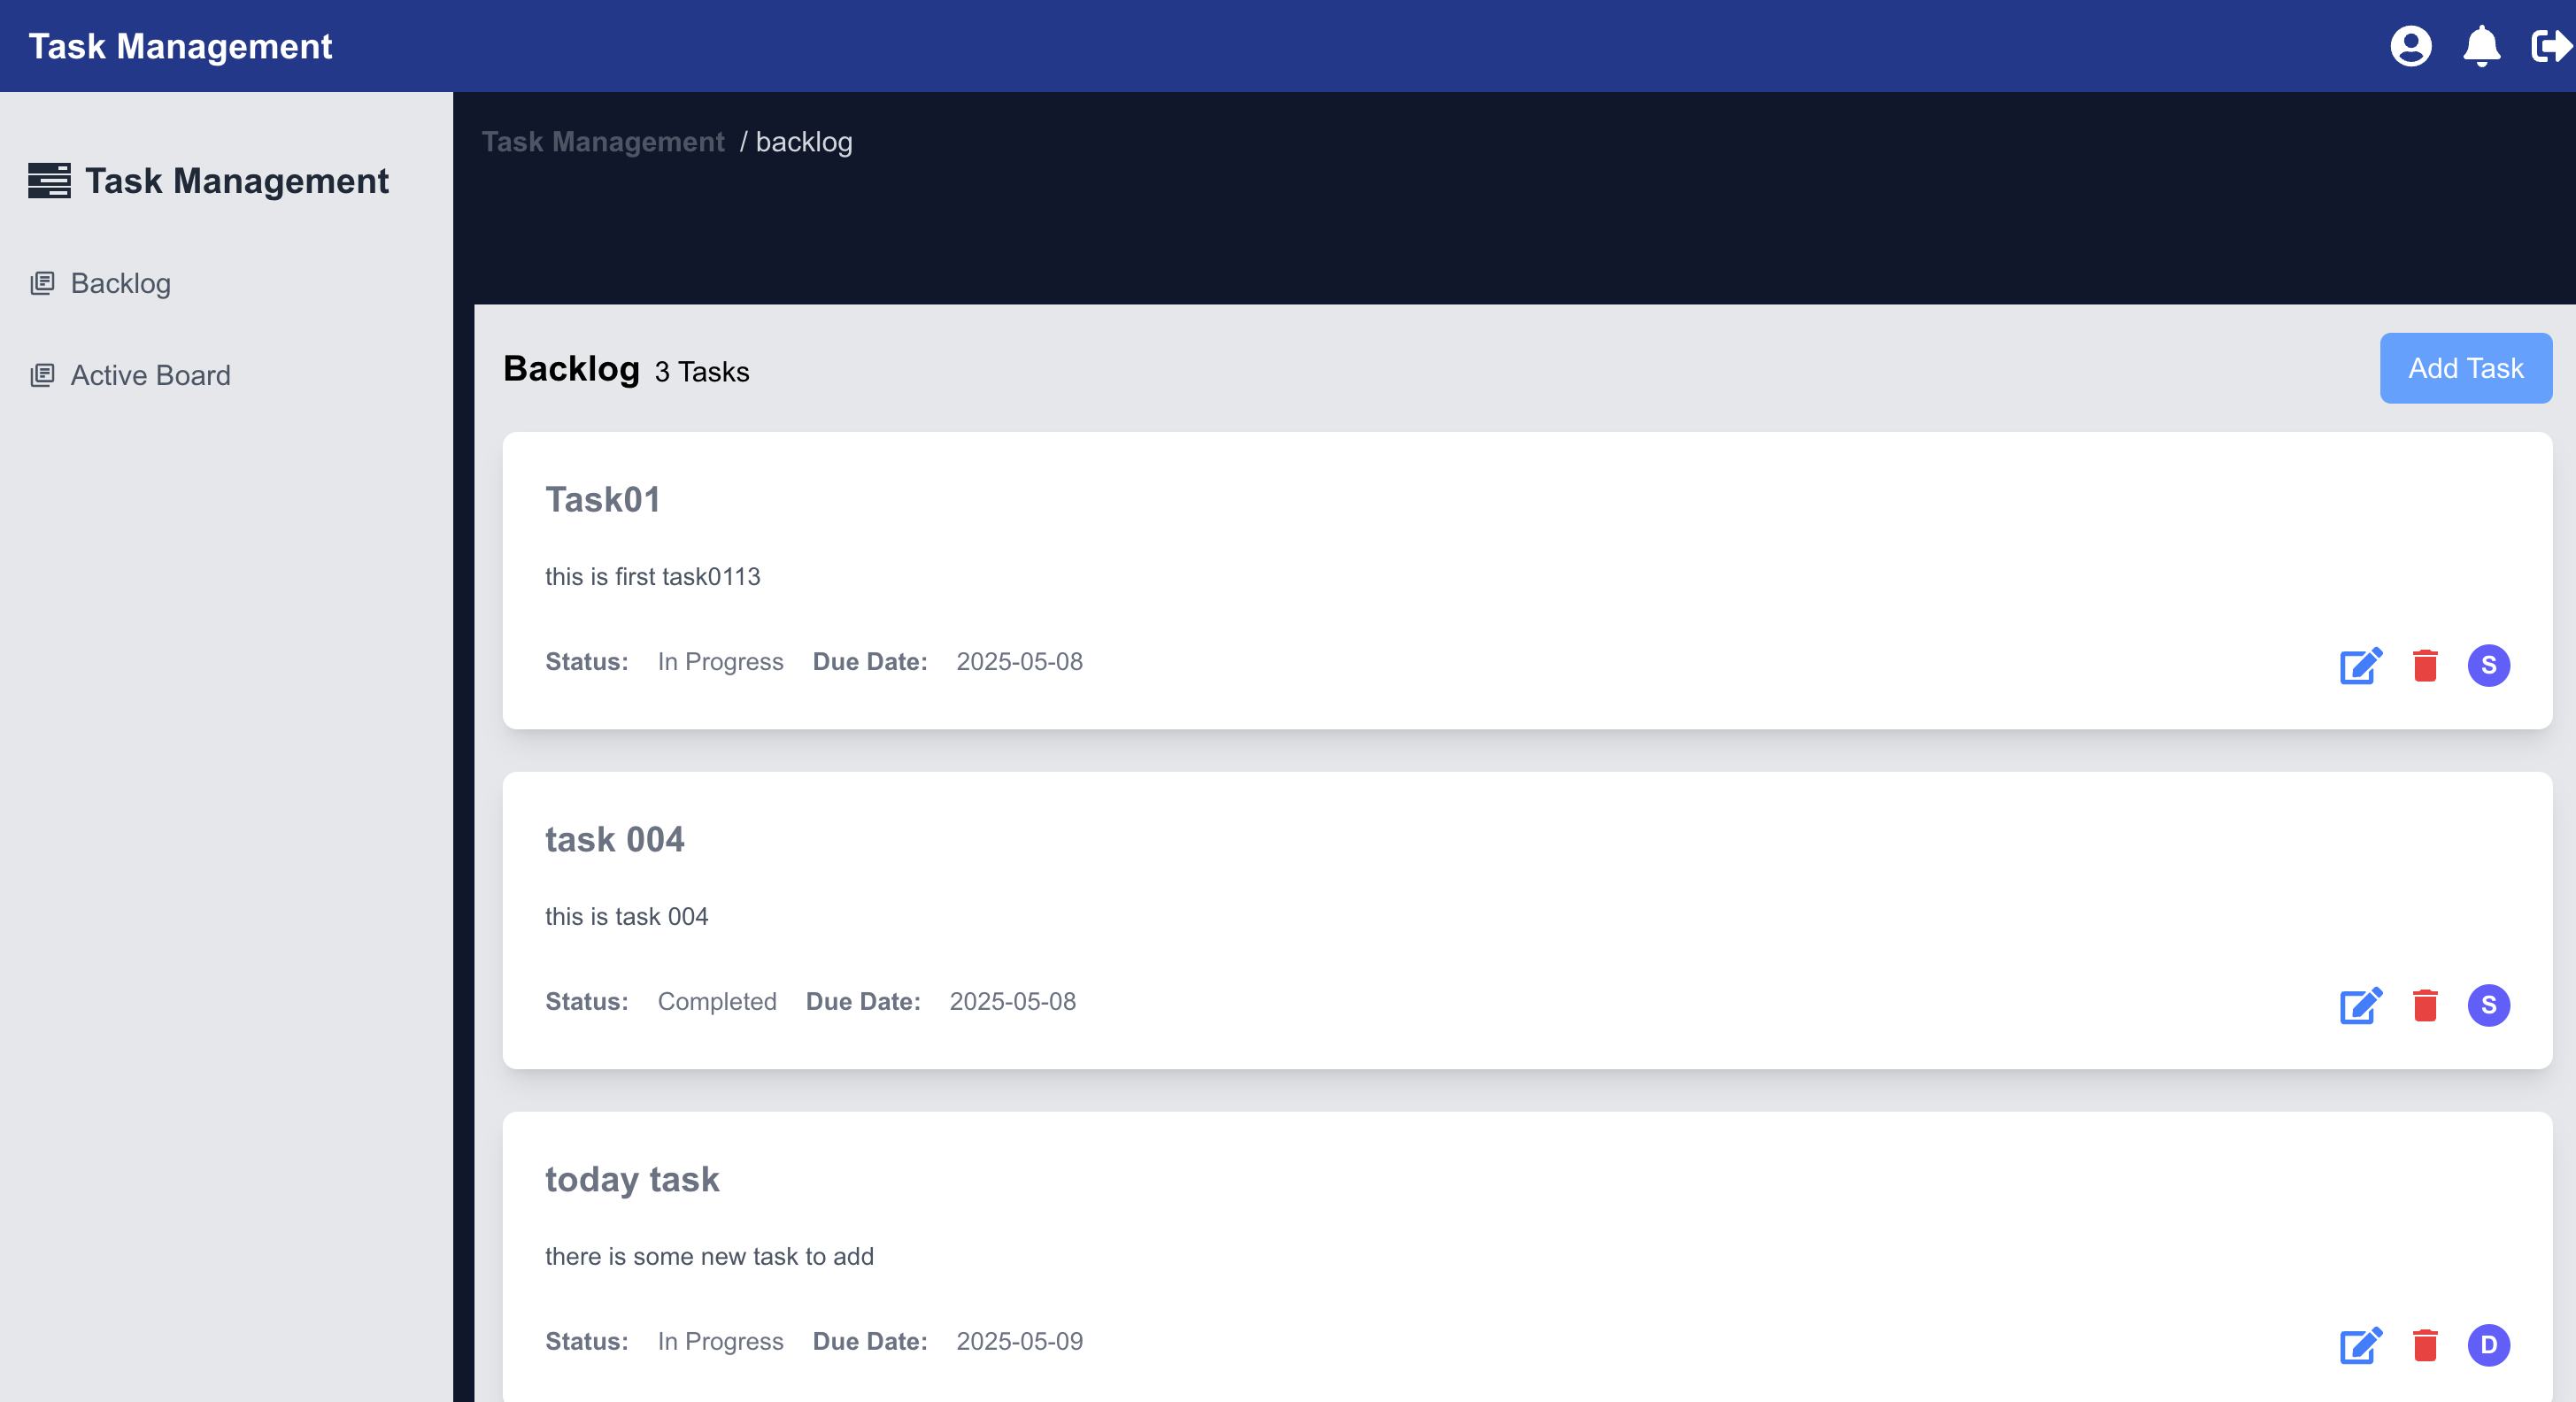 Task Management
Task Management
Backlog
Active Board
Task Management / backlog
Backlog 3 Tasks
Add Task
Task01
this is first task0113
Status: In Progress Due Date: 2025-05-08
S
task 004
this is task 004
Status: Completed Due Date: 2025-05-08
S
today task
there is some new task to add
Status: In Progress Due Date: 2025-05-09
D